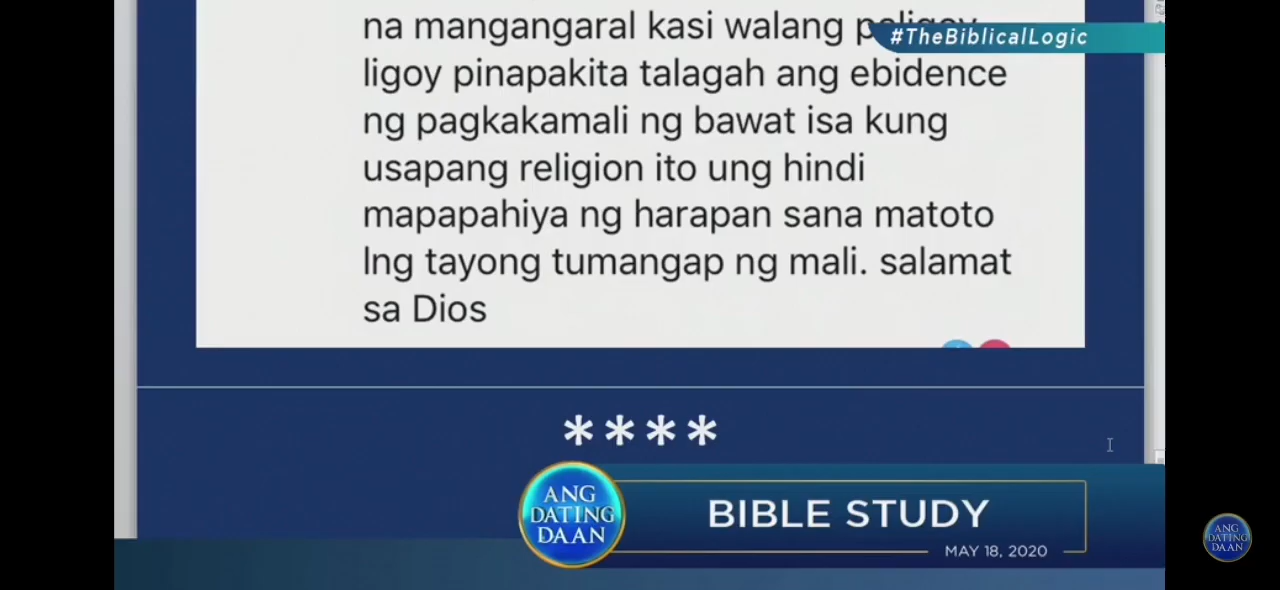 na mangangaral kasi walang
#TheBiblicalLogic
ligoy pinapakita talagah ang ebidence
ng pagkakamali ng bawat isa kung
usapang religion ito ung hindi
mapapahiya ng harapan sana matoto
lng tayong tumangap ng mali. salamat
sa Dios
****
ANG
DATING
DAAN
BIBLE STUDY
MAY 18, 2020
ANG
DATING
DAAN